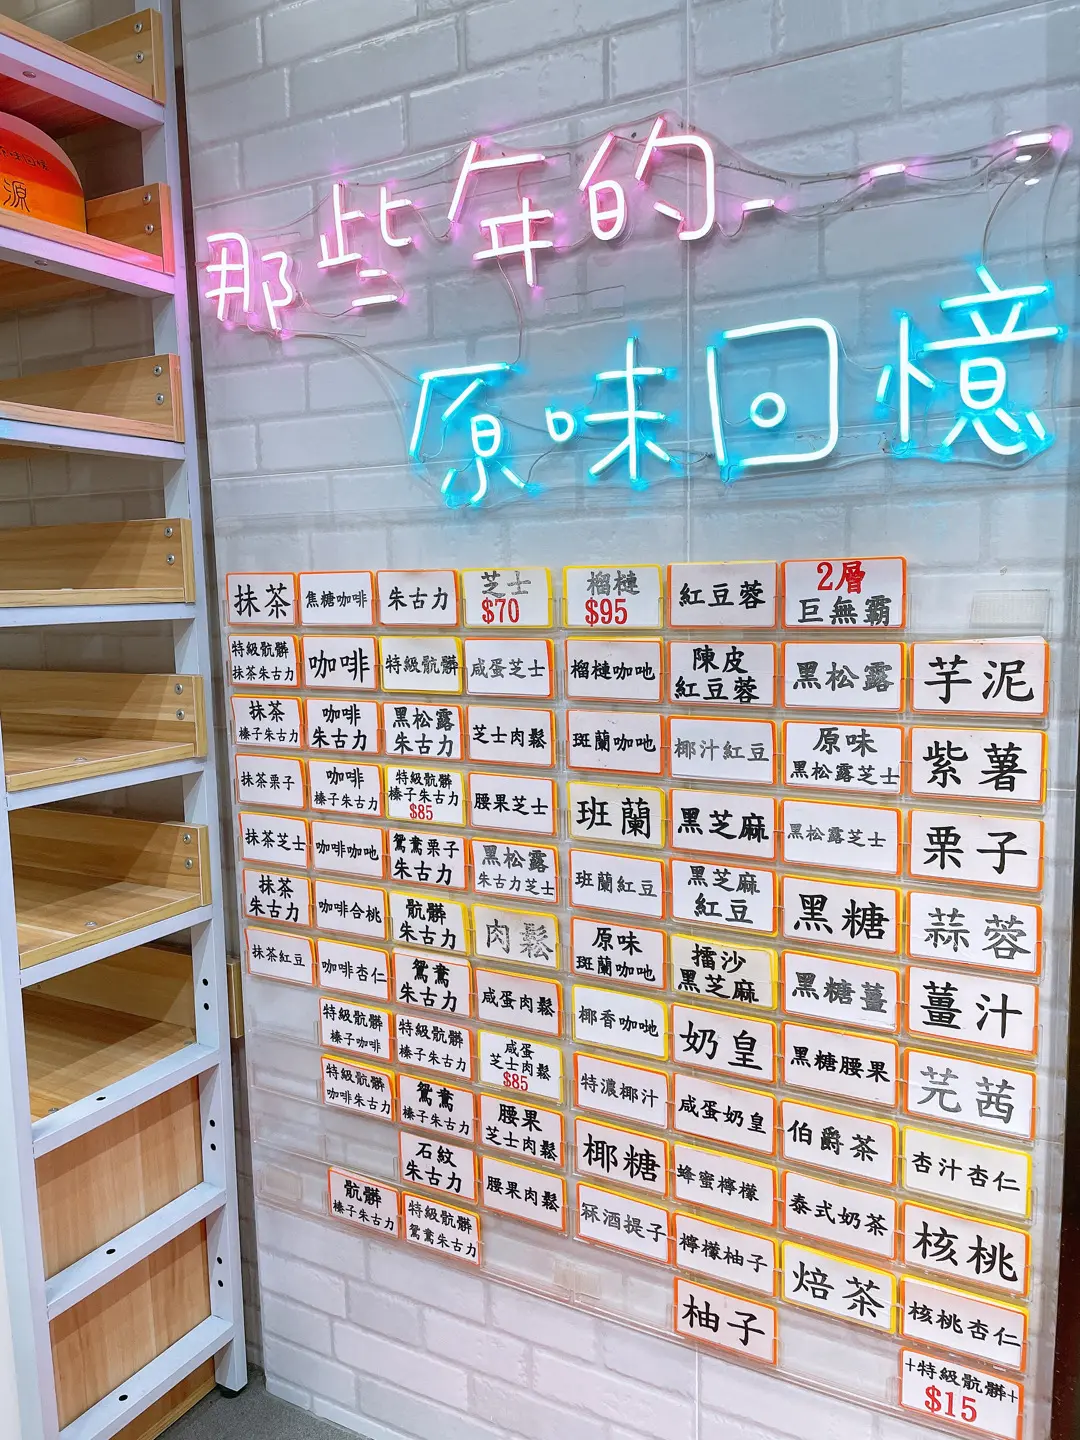 源
那些年的
原味回憶
抹茶
焦糖咖啡
朱古力
芝士
$70
榴槤
$95
紅豆蓉
2層
巨無霸
特級骯髒
抹茶朱古力
咖啡
特級骯髒
咸蛋芝士
榴槤咖吔
陳皮
紅豆蓉
黑松露
芋泥
抹茶
榛子朱古力
咖啡
朱古力
黑松露
朱古力
芝士肉鬆
斑蘭咖吔
椰汁紅豆
原味
黑松露芝士
紫薯
抹茶栗子
咖啡
榛子朱古力
特級骯髒
榛子朱古力
$85
腰果芝士
班蘭
黑芝麻
黑松露芝士
栗子
抹茶芝士
咖啡咖吔
鴛鴦栗子
朱古力
黑松露
朱古力芝士
班蘭紅豆
黑芝麻
紅豆
黑糖
蒜蓉
抹茶
朱古力
咖啡合桃
骯髒
朱古力
肉鬆
原味
斑蘭咖吔
擂沙
黑芝麻
黑糖薑
薑汁
抹茶紅豆
咖啡杏仁
鴛鴦
朱古力
咸蛋肉鬆
椰香咖吔
奶皇
黑糖腰果
芫茜
特級骯髒
榛子咖啡
特級骯髒
榛子朱古力
咸蛋
芝士肉鬆
$85
特濃椰汁
咸蛋奶皇
伯爵茶
杏汁杏仁
特級骯髒
咖啡朱古力
鴛鴦
榛子朱古力
腰果
芝士肉鬆
椰糖
蜂蜜檸檬
泰式奶茶
核桃
石紋
朱古力
腰果肉鬆
冧酒提子
檸檬柚子
焙茶
核桃杏仁
骯髒
榛子朱古力
特級骯髒
鴛鴦朱古力
柚子
+特級骯髒+
$15